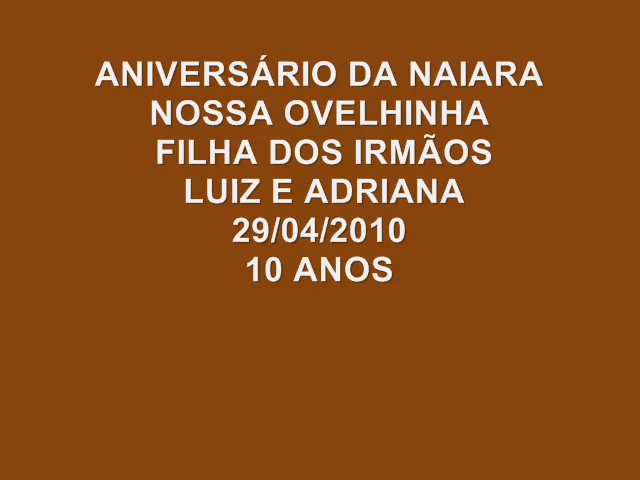 ANIVERSÁRIO DA NAIARA
NOSSA OVELHINHA
FILHA DOS IRMÃOS
LUIZ E ADRIANA
29/04/2010
10 ANOS